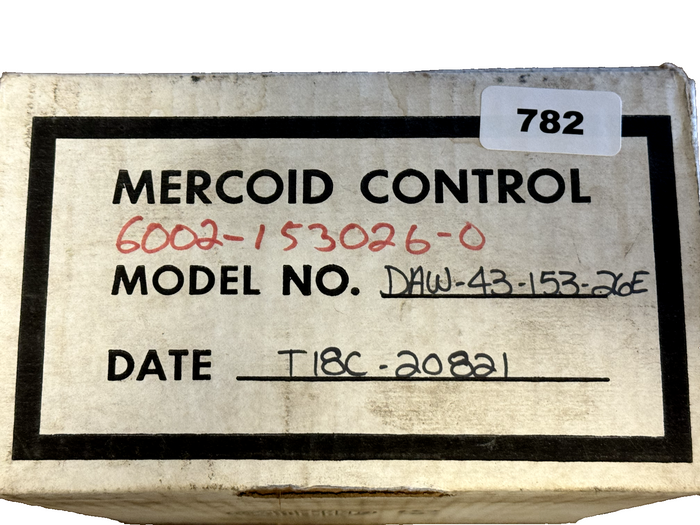 782
MERCOID CONTROL
6002-153026-0
MODEL NO. DAW-43-153-26E
DATE T18C-20821